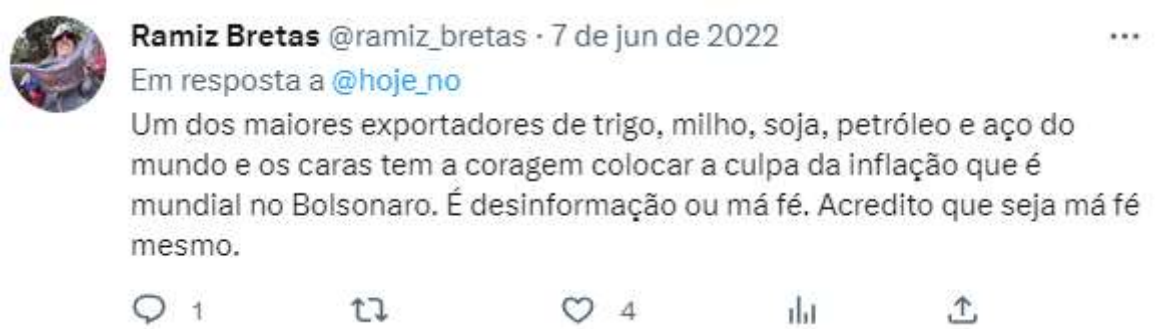 Ramiz Bretas @ramiz_bretas · 7 de jun de 2022
Em resposta a @hoje_no
Um dos maiores exportadores de trigo, milho, soja, petróleo e aço do
mundo e os caras tem a coragem colocar a culpa da inflação que é
mundial no Bolsonaro. É desinformação ou má fé. Acredito que seja má fé
mesmo.
1 4